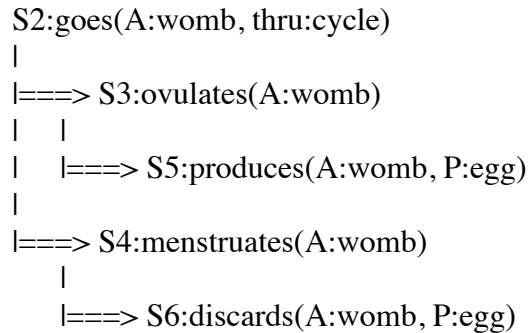 S2:goes(A:womb, thru:cycle)
|
|===> S3:ovulates(A:womb)
|    |
|    |===> S5:produces(A:womb, P:egg)
|
|===> S4:menstruates(A:womb)
     |
     |===> S6:discards(A:womb, P:egg)